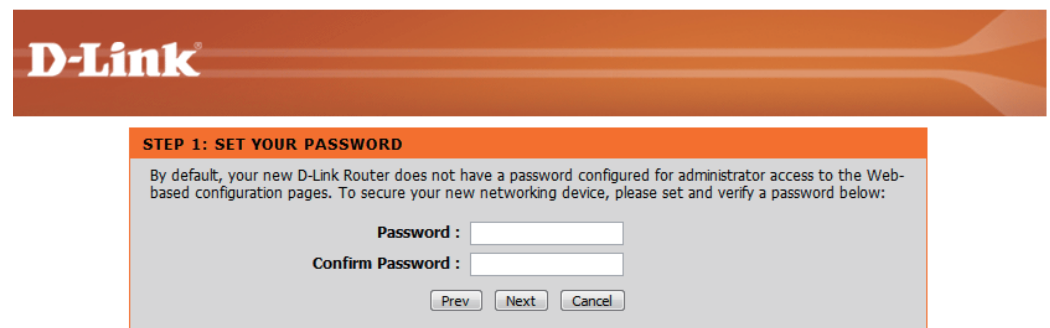 D-Link®
STEP 1: SET YOUR PASSWORD
By default, your new D-Link Router does not have a password configured for administrator access to the Web-
based configuration pages. To secure your new networking device, please set and verify a password below:
Password :
Confirm Password :
Prev Next Cancel